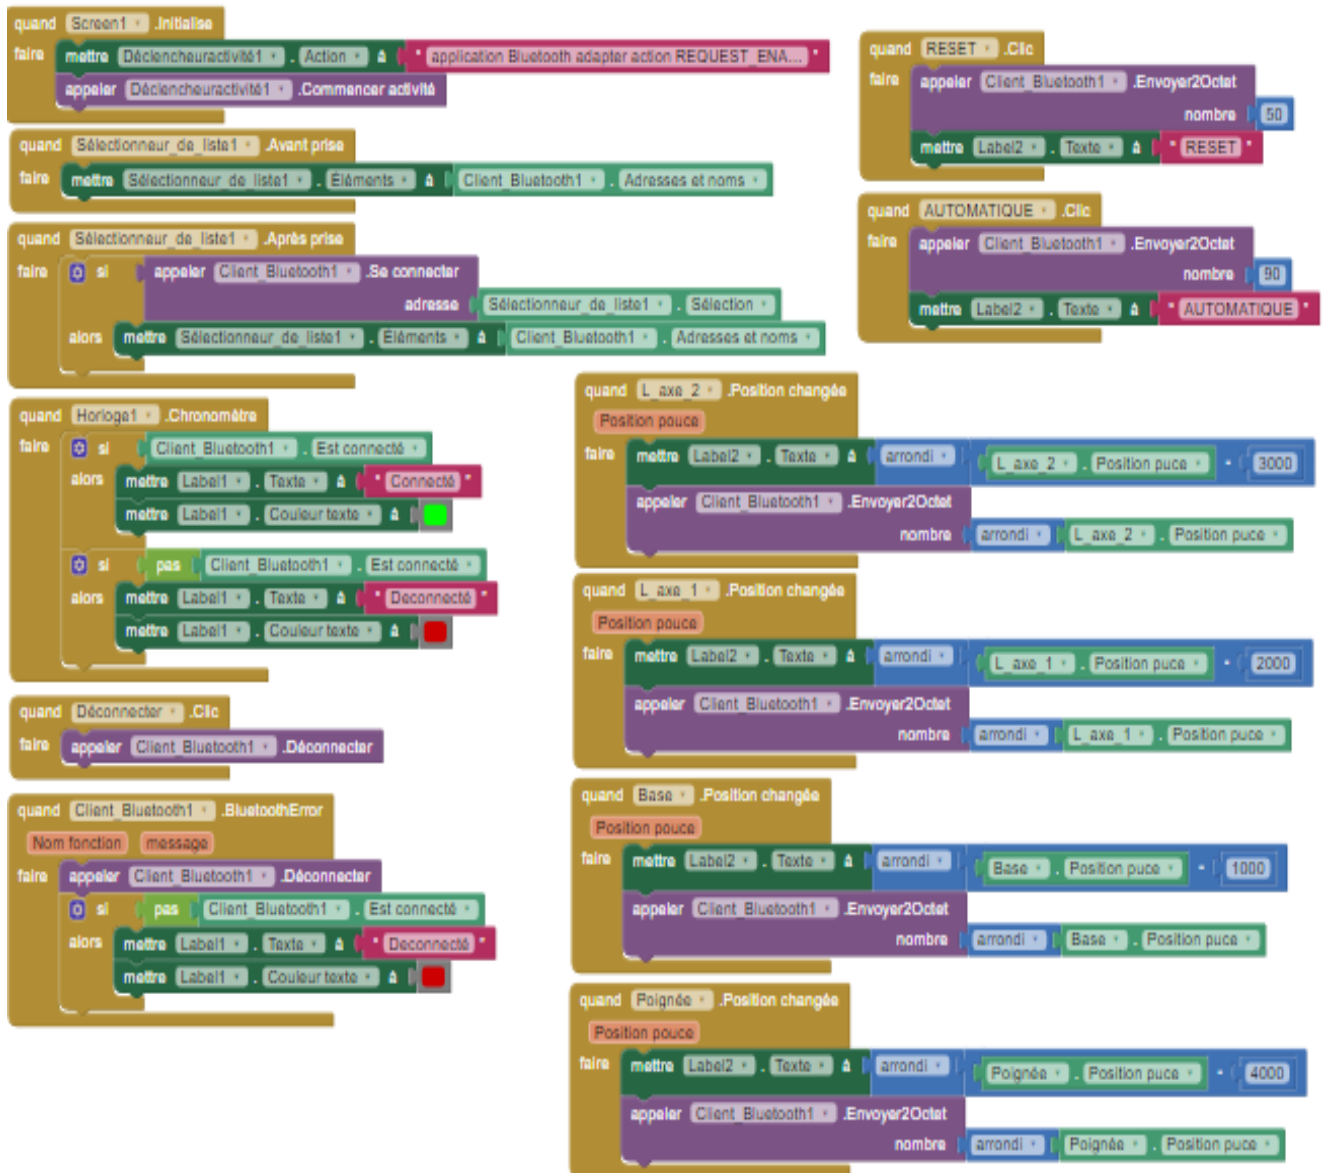 quand Screen1 .Initialise
faire mettre Déclencheuractivité1 . Action à " application Bluetooth adapter action REQUEST_ENA... "
appeler Déclencheuractivité1 .Commencer activité
quand Sélectionneur_de_liste1 .Avant prise
faire mettre Sélectionneur_de_liste1 . Éléments à Client_Bluetooth1 . Adresses et noms
quand Sélectionneur_de_liste1 .Après prise
faire si appeler Client_Bluetooth1 .Se connecter
adresse Sélectionneur_de_liste1 . Sélection
alors mettre Sélectionneur_de_liste1 . Éléments à Client_Bluetooth1 . Adresses et noms
quand Horloge1 .Chronomètre
faire si Client_Bluetooth1 . Est connecté
alors mettre Label1 . Texte à " Connecté "
mettre Label1 . Couleur texte à
si pas Client_Bluetooth1 . Est connecté
alors mettre Label1 . Texte à " Deconnecté "
mettre Label1 . Couleur texte à
quand Déconnecter .Clic
faire appeler Client_Bluetooth1 .Déconnecter
quand Client_Bluetooth1 .BluetoothError
Nom fonction message
faire appeler Client_Bluetooth1 .Déconnecter
si pas Client_Bluetooth1 . Est connecté
alors mettre Label1 . Texte à " Deconnecté "
mettre Label1 . Couleur texte à
quand RESET .Clic
faire appeler Client_Bluetooth1 .Envoyer2Octet
nombre 50
mettre Label2 . Texte à " RESET "
quand AUTOMATIQUE .Clic
faire appeler Client_Bluetooth1 .Envoyer2Octet
nombre 90
mettre Label2 . Texte à " AUTOMATIQUE "
quand L_axe_2 .Position changée
Position pouce
faire mettre Label2 . Texte à arrondi L_axe_2 . Position puce - 3000
appeler Client_Bluetooth1 .Envoyer2Octet
nombre arrondi L_axe_2 . Position puce
quand L_axe_1 .Position changée
Position pouce
faire mettre Label2 . Texte à arrondi L_axe_1 . Position puce - 2000
appeler Client_Bluetooth1 .Envoyer2Octet
nombre arrondi L_axe_1 . Position puce
quand Base .Position changée
Position pouce
faire mettre Label2 . Texte à arrondi Base . Position puce - 1000
appeler Client_Bluetooth1 .Envoyer2Octet
nombre arrondi Base . Position puce
quand Poignée .Position changée
Position pouce
faire mettre Label2 . Texte à arrondi Poignée . Position puce - 4000
appeler Client_Bluetooth1 .Envoyer2Octet
nombre arrondi Poignée . Position puce